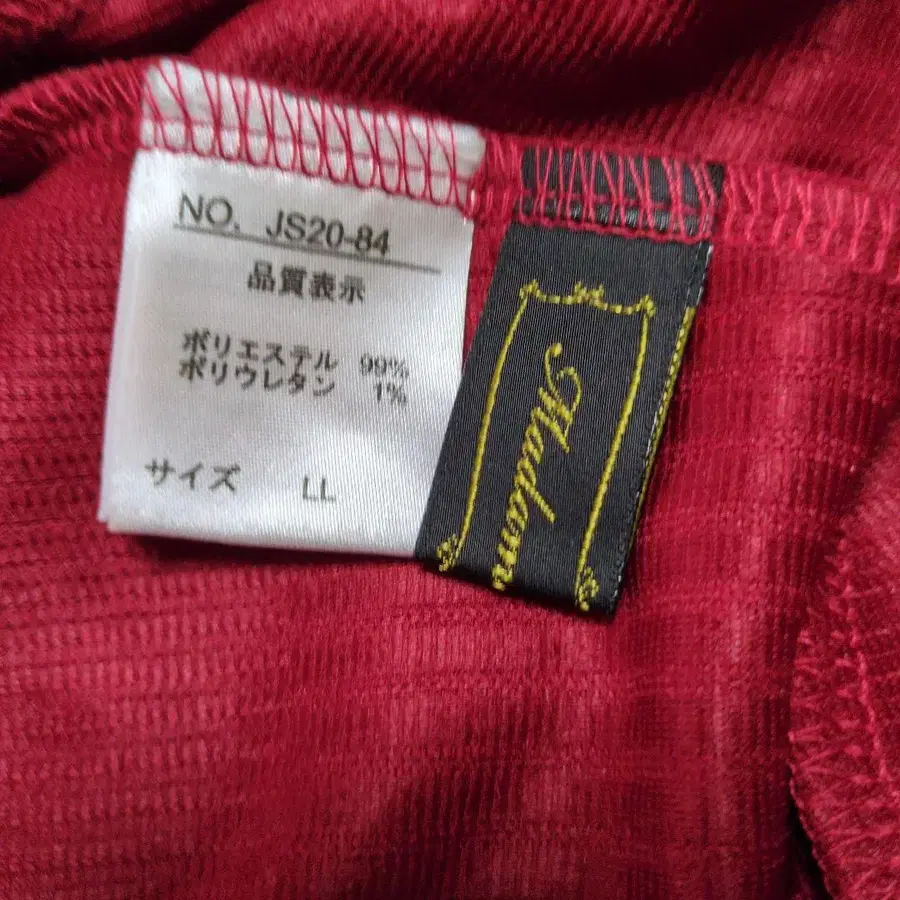 NO. JS20-84
品質表示
ポリエステル 99%
ポリウレタン 1%
サイズ LL